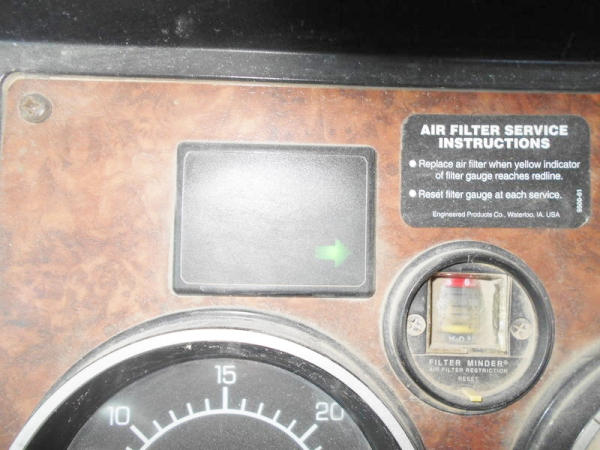 AIR FILTER SERVICE
INSTRUCTIONS
● Replace air filter when yellow indicator
of filter gauge reaches redline.
● Reset filter gauge at each service.
Engineered Products Co., Waterloo, IA. USA
FILTER MINDER®
AIR FILTER RESTRICTION
RESET
10
15
20